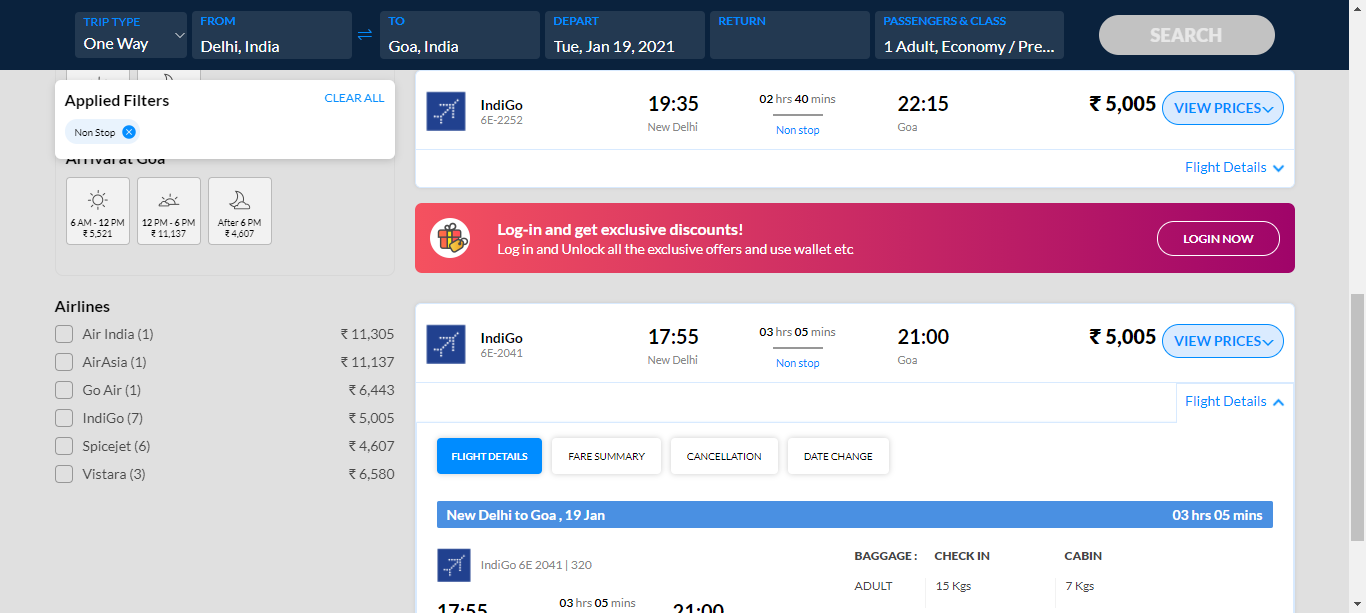 TRIP TYPE
One Way
FROM
Delhi, India
TO
Goa, India
DEPART
Tue, Jan 19, 2021
RETURN
PASSENGERS & CLASS
1 Adult, Economy / Pre...
SEARCH
Applied Filters
CLEAR ALL
Non Stop
Arrival at Goa
6 AM - 12 PM
₹ 5,521
12 PM - 6 PM
₹ 11,137
After 6 PM
₹ 4,607
Airlines
Air India (1) ₹ 11,305
AirAsia (1) ₹ 11,137
Go Air (1) ₹ 6,443
IndiGo (7) ₹ 5,005
Spicejet (6) ₹ 4,607
Vistara (3) ₹ 6,580
IndiGo
6E-2252
19:35
New Delhi
02 hrs 40 mins
Non stop
22:15
Goa
₹ 5,005
VIEW PRICES
Flight Details
Log-in and get exclusive discounts!
Log in and Unlock all the exclusive offers and use wallet etc
LOGIN NOW
IndiGo
6E-2041
17:55
New Delhi
03 hrs 05 mins
Non stop
21:00
Goa
₹ 5,005
VIEW PRICES
Flight Details
FLIGHT DETAILS
FARE SUMMARY
CANCELLATION
DATE CHANGE
New Delhi to Goa , 19 Jan 03 hrs 05 mins
IndiGo 6E 2041 | 320
BAGGAGE : CHECK IN CABIN
ADULT 15 Kgs 7 Kgs
17:55 03 hrs 05 mins 21:00